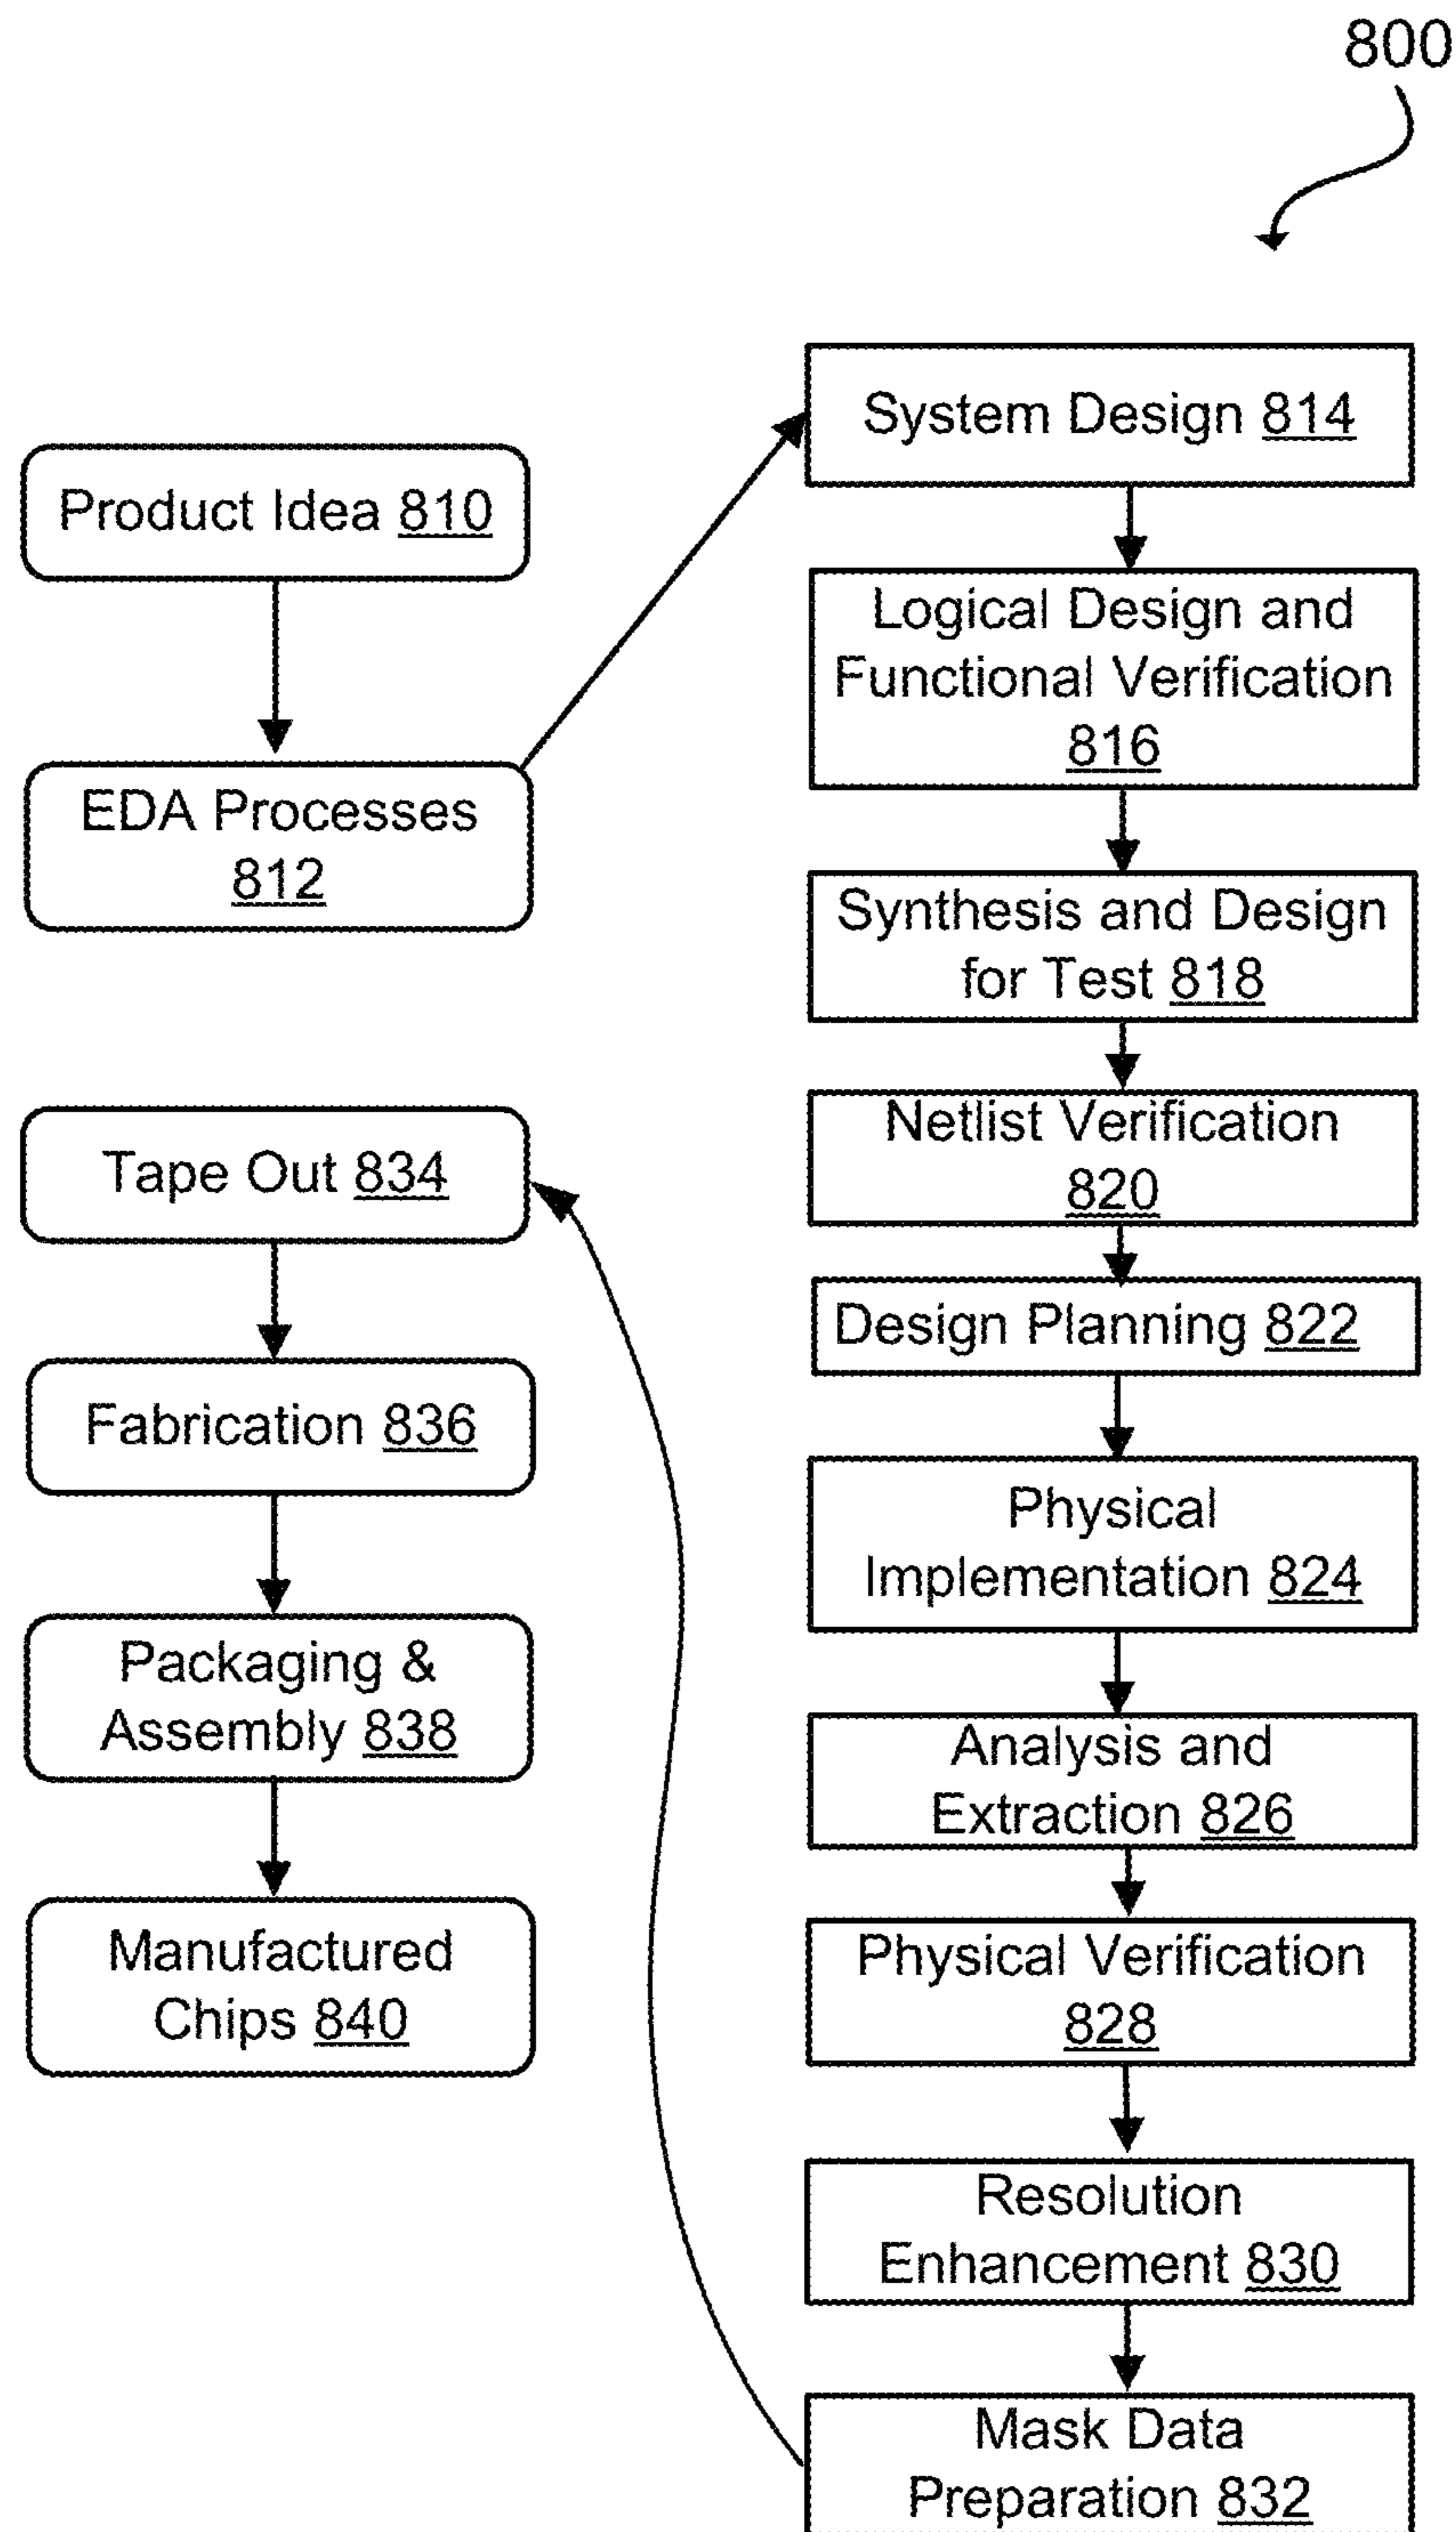 800
Product Idea 810
EDA Processes
812
System Design 814
Logical Design and
Functional Verification
816
Synthesis and Design
for Test 818
Netlist Verification
820
Design Planning 822
Physical
Implementation 824
Analysis and
Extraction 826
Physical Verification
828
Resolution
Enhancement 830
Mask Data
Preparation 832
Tape Out 834
Fabrication 836
Packaging &
Assembly 838
Manufactured
Chips 840